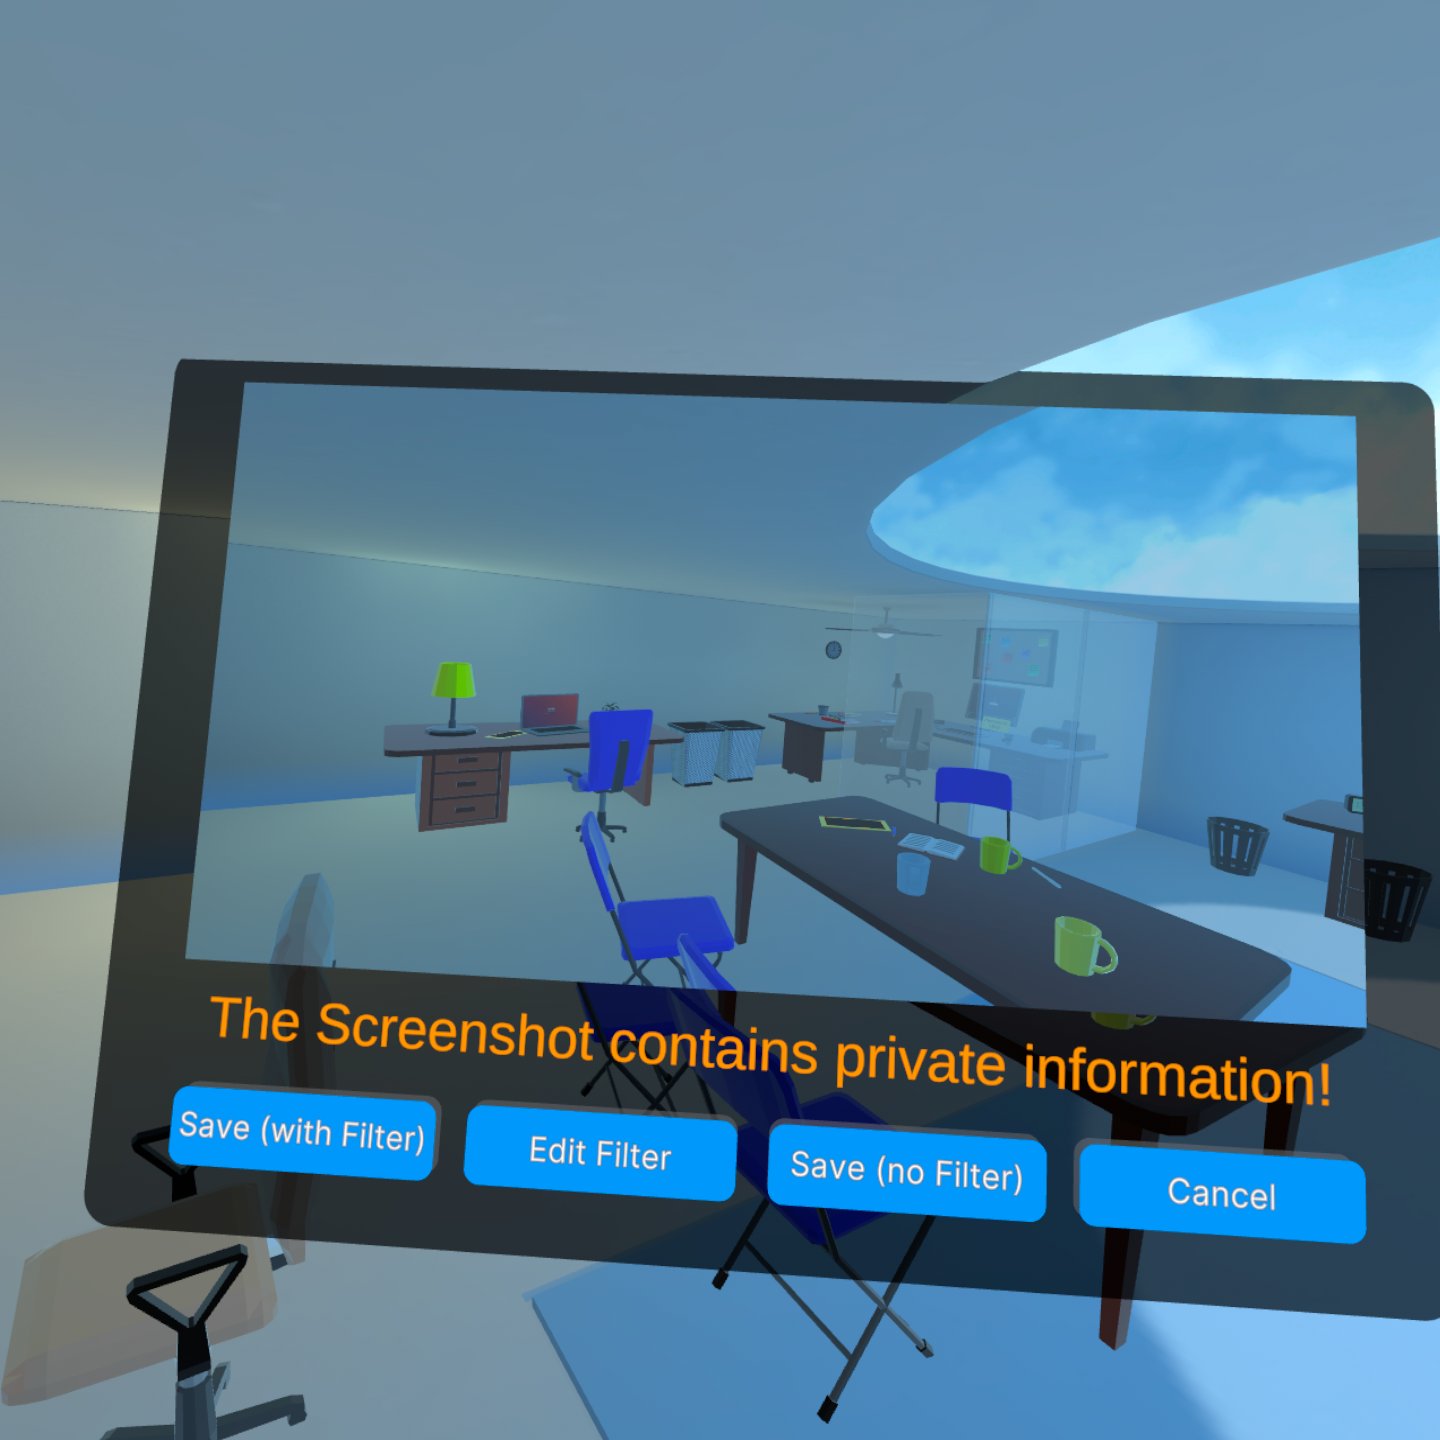 The Screenshot contains private information!
Save (with Filter)
Edit Filter
Save (no Filter)
Cancel